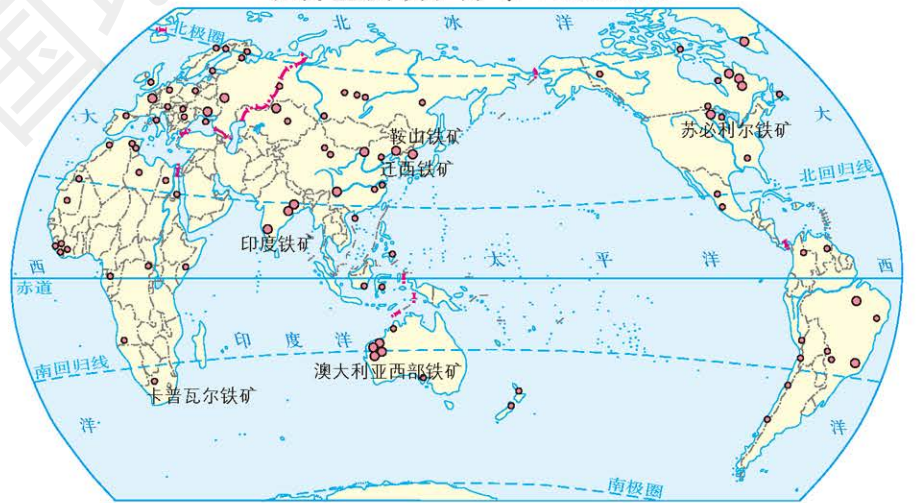 北 冰 洋
北极圈
大
大
苏必利尔铁矿
鞍山铁矿
迁西铁矿
北回归线
印度铁矿
西
太 平 洋
西
赤道
印 度 洋
南回归线
澳大利亚西部铁矿
卡普瓦尔铁矿
洋
洋
南极圈